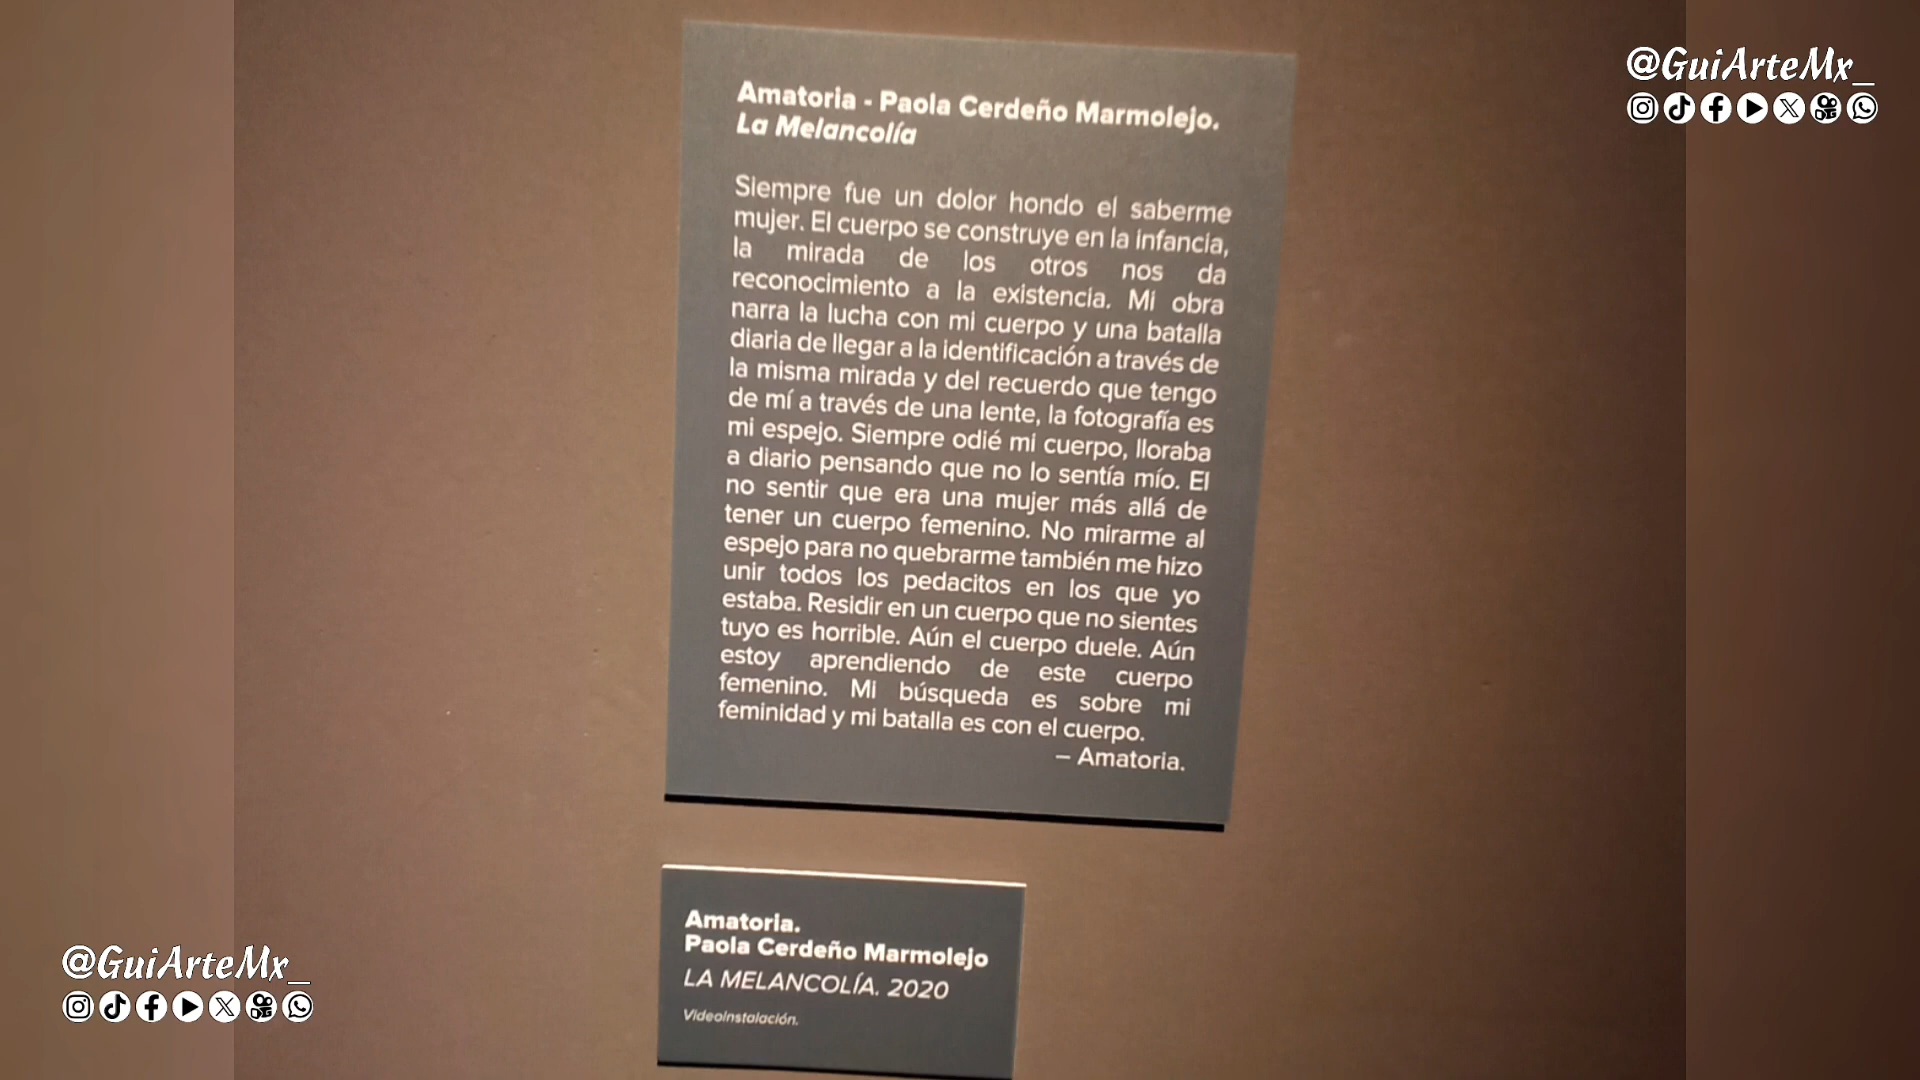 @GuiArteMx_
Amatoria - Paola Cerdeño Marmolejo.
La Melancolía
Siempre fue un dolor hondo el saberme
mujer. El cuerpo se construye en la infancia,
la mirada de los otros nos da
reconocimiento a la existencia. Mi obra
narra la lucha con mi cuerpo y una batalla
diaria de llegar a la identificación a través de
la misma mirada y del recuerdo que tengo
de mí a través de una lente, la fotografía es
mi espejo. Siempre odié mi cuerpo, lloraba
a diario pensando que no lo sentía mío. El
no sentir que era una mujer más allá de
tener un cuerpo femenino. No mirarme al
espejo para no quebrarme también me hizo
unir todos los pedacitos en los que yo
estaba. Residir en un cuerpo que no sientes
tuyo es horrible. Aún el cuerpo duele. Aún
estoy aprendiendo de este cuerpo
femenino. Mi búsqueda es sobre mi
feminidad y mi batalla es con el cuerpo.
– Amatoria.
Amatoria.
Paola Cerdeño Marmolejo
LA MELANCOLÍA. 2020
Videoinstalación.
@GuiArteMx_